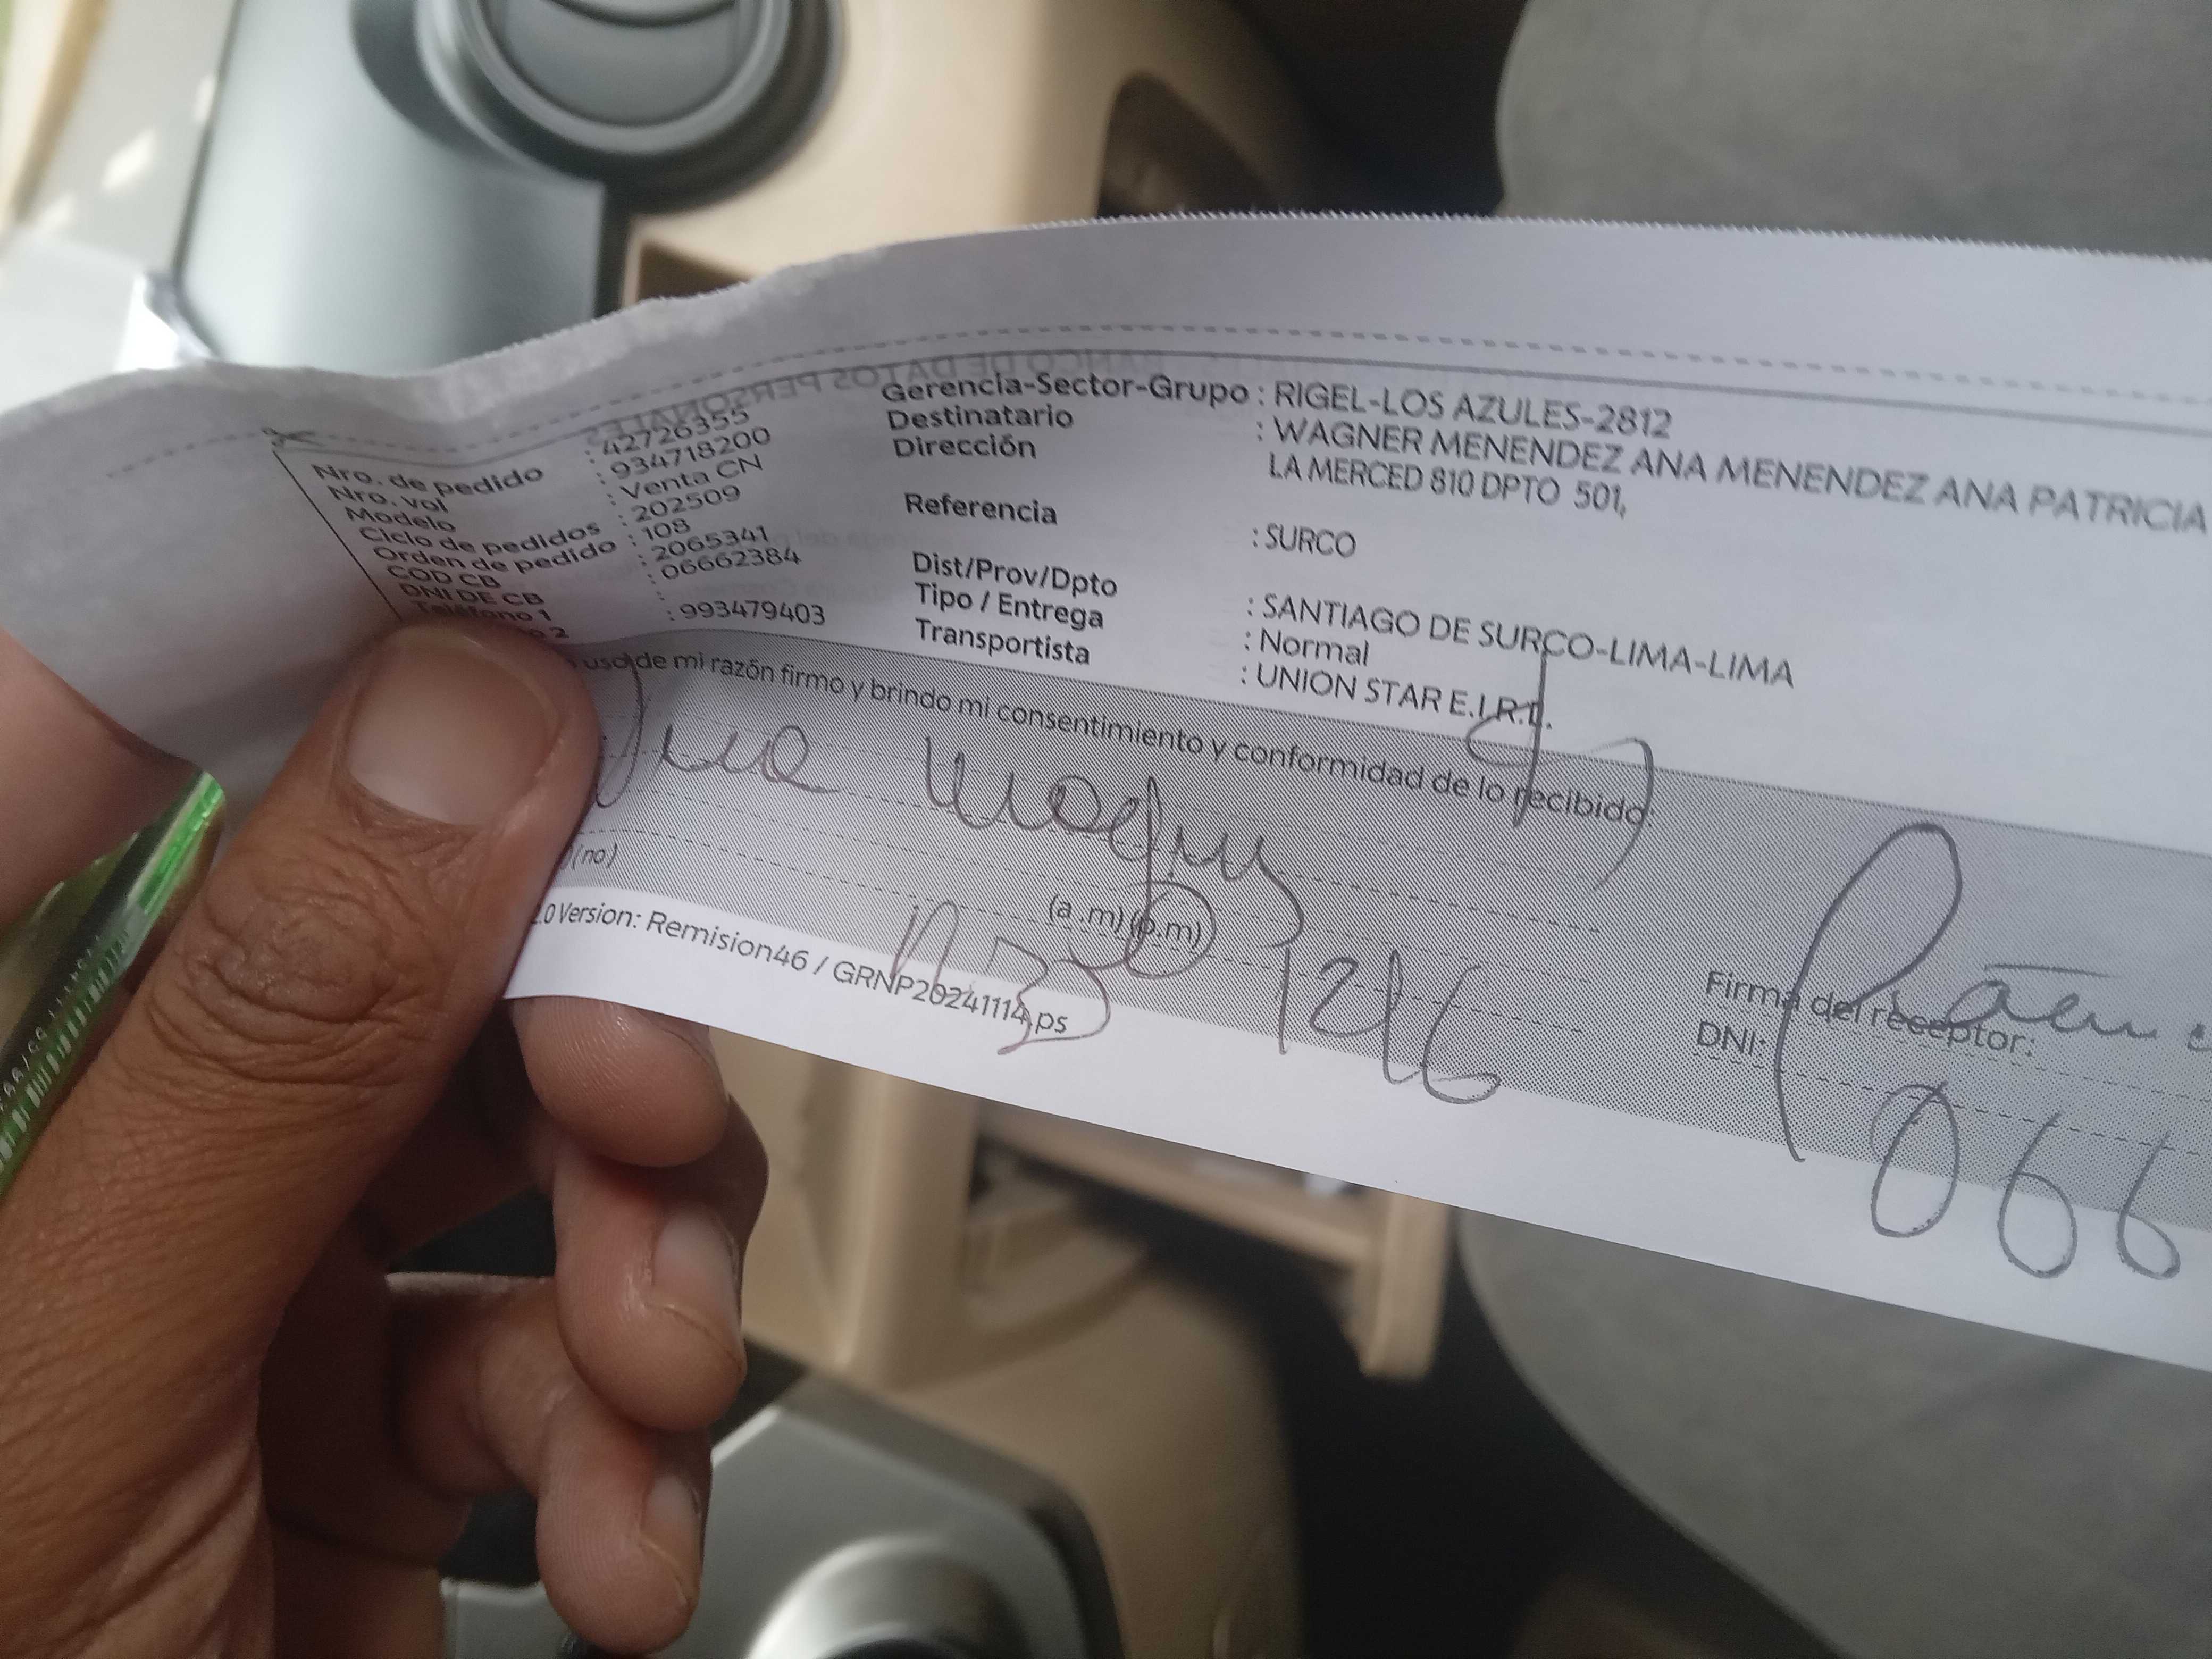 Nro. de pedido : 42726355
Nro. vol : 934718200
Modelo : Venta CN
Ciclo de pedidos : 202509
Orden de pedido : 108
COD CB : 2065341
DNI DE CB : 06662384
Teléfono 1 :
o 2 : 993479403
Gerencia-Sector-Grupo : RIGEL-LOS AZULES-2812
Destinatario : WAGNER MENENDEZ ANA MENENDEZ ANA PATRICIA
Dirección LA MERCED 810 DPTO 501,
Referencia : SURCO
Dist/Prov/Dpto : SANTIAGO DE SURCO-LIMA-LIMA
Tipo / Entrega : Normal
Transportista : UNION STAR E.I.R.L.
uso de mi razón firmo y brindo mi consentimiento y conformidad de lo recibido:
)(no)
(a.m) (p.m)
1246
Firma del receptor:
DNI: 066
2.0 Version: Remision46 / GRNP20241114.ps